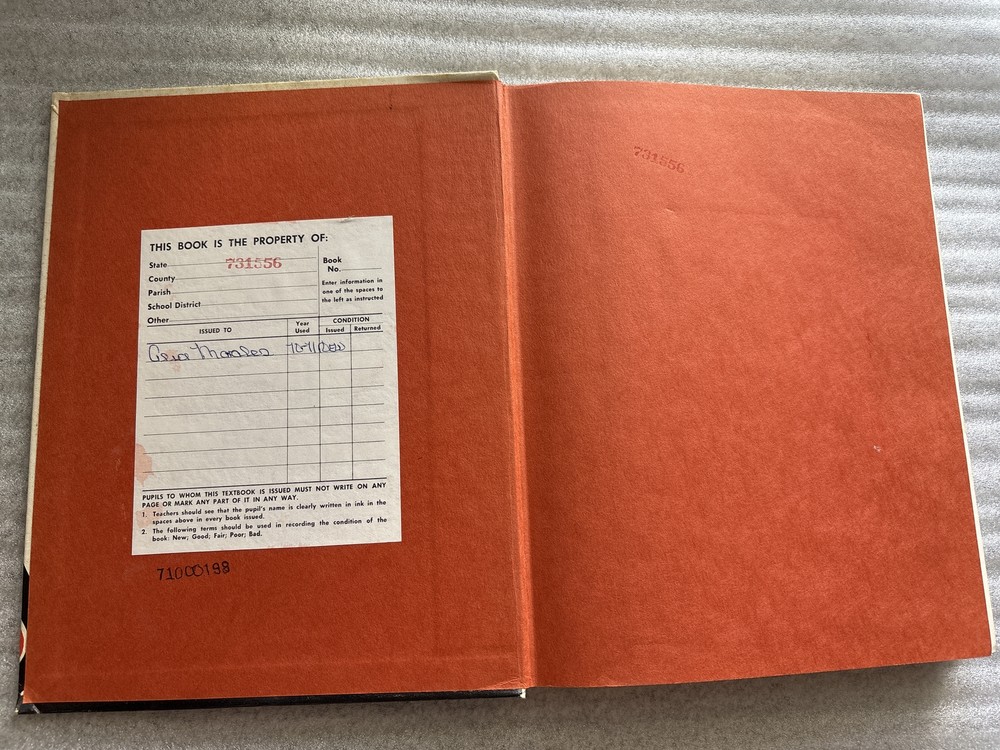 THIS BOOK IS THE PROPERTY OF:
State 731556
County
Parish
School District
Other
Book
No.
Enter information in
one of the spaces to
the left as instructed
ISSUED TO
Year
Used
CONDITION
Issued
Returned
Morales
PUPILS TO WHOM THIS TEXTBOOK IS ISSUED MUST NOT WRITE ON ANY
PAGE OR MARK ANY PART OF IT IN ANY WAY.
1. Teachers should see that the pupil's name is clearly written in ink in the
spaces above in every book issued.
2. The following terms should be used in recording the condition of the
book: New; Good; Fair; Poor; Bad.
71000198
731556